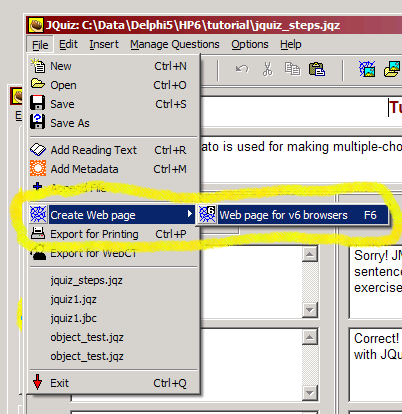 JQuiz: C:\Data\Delphi5\HP6\tutorial\jquiz_steps.jqz
File Edit Insert Manage Questions Options Help
New Ctrl+N
Open Ctrl+O
Save Ctrl+S
Save As
Add Reading Text Ctrl+R
Add Metadata Ctrl+M
Append File
Create Web page
Web page for v6 browsers F6
Export for Printing Ctrl+P
Export for WebCT
jquiz_steps.jqz
jquiz1.jqz
jquiz1.jbc
object_test.jqz
object_test.jqz
Exit Ctrl+Q
Tu
ato is used for making multiple-cho
Sorry! JM
sentence
exercise
Correct!
with JQu